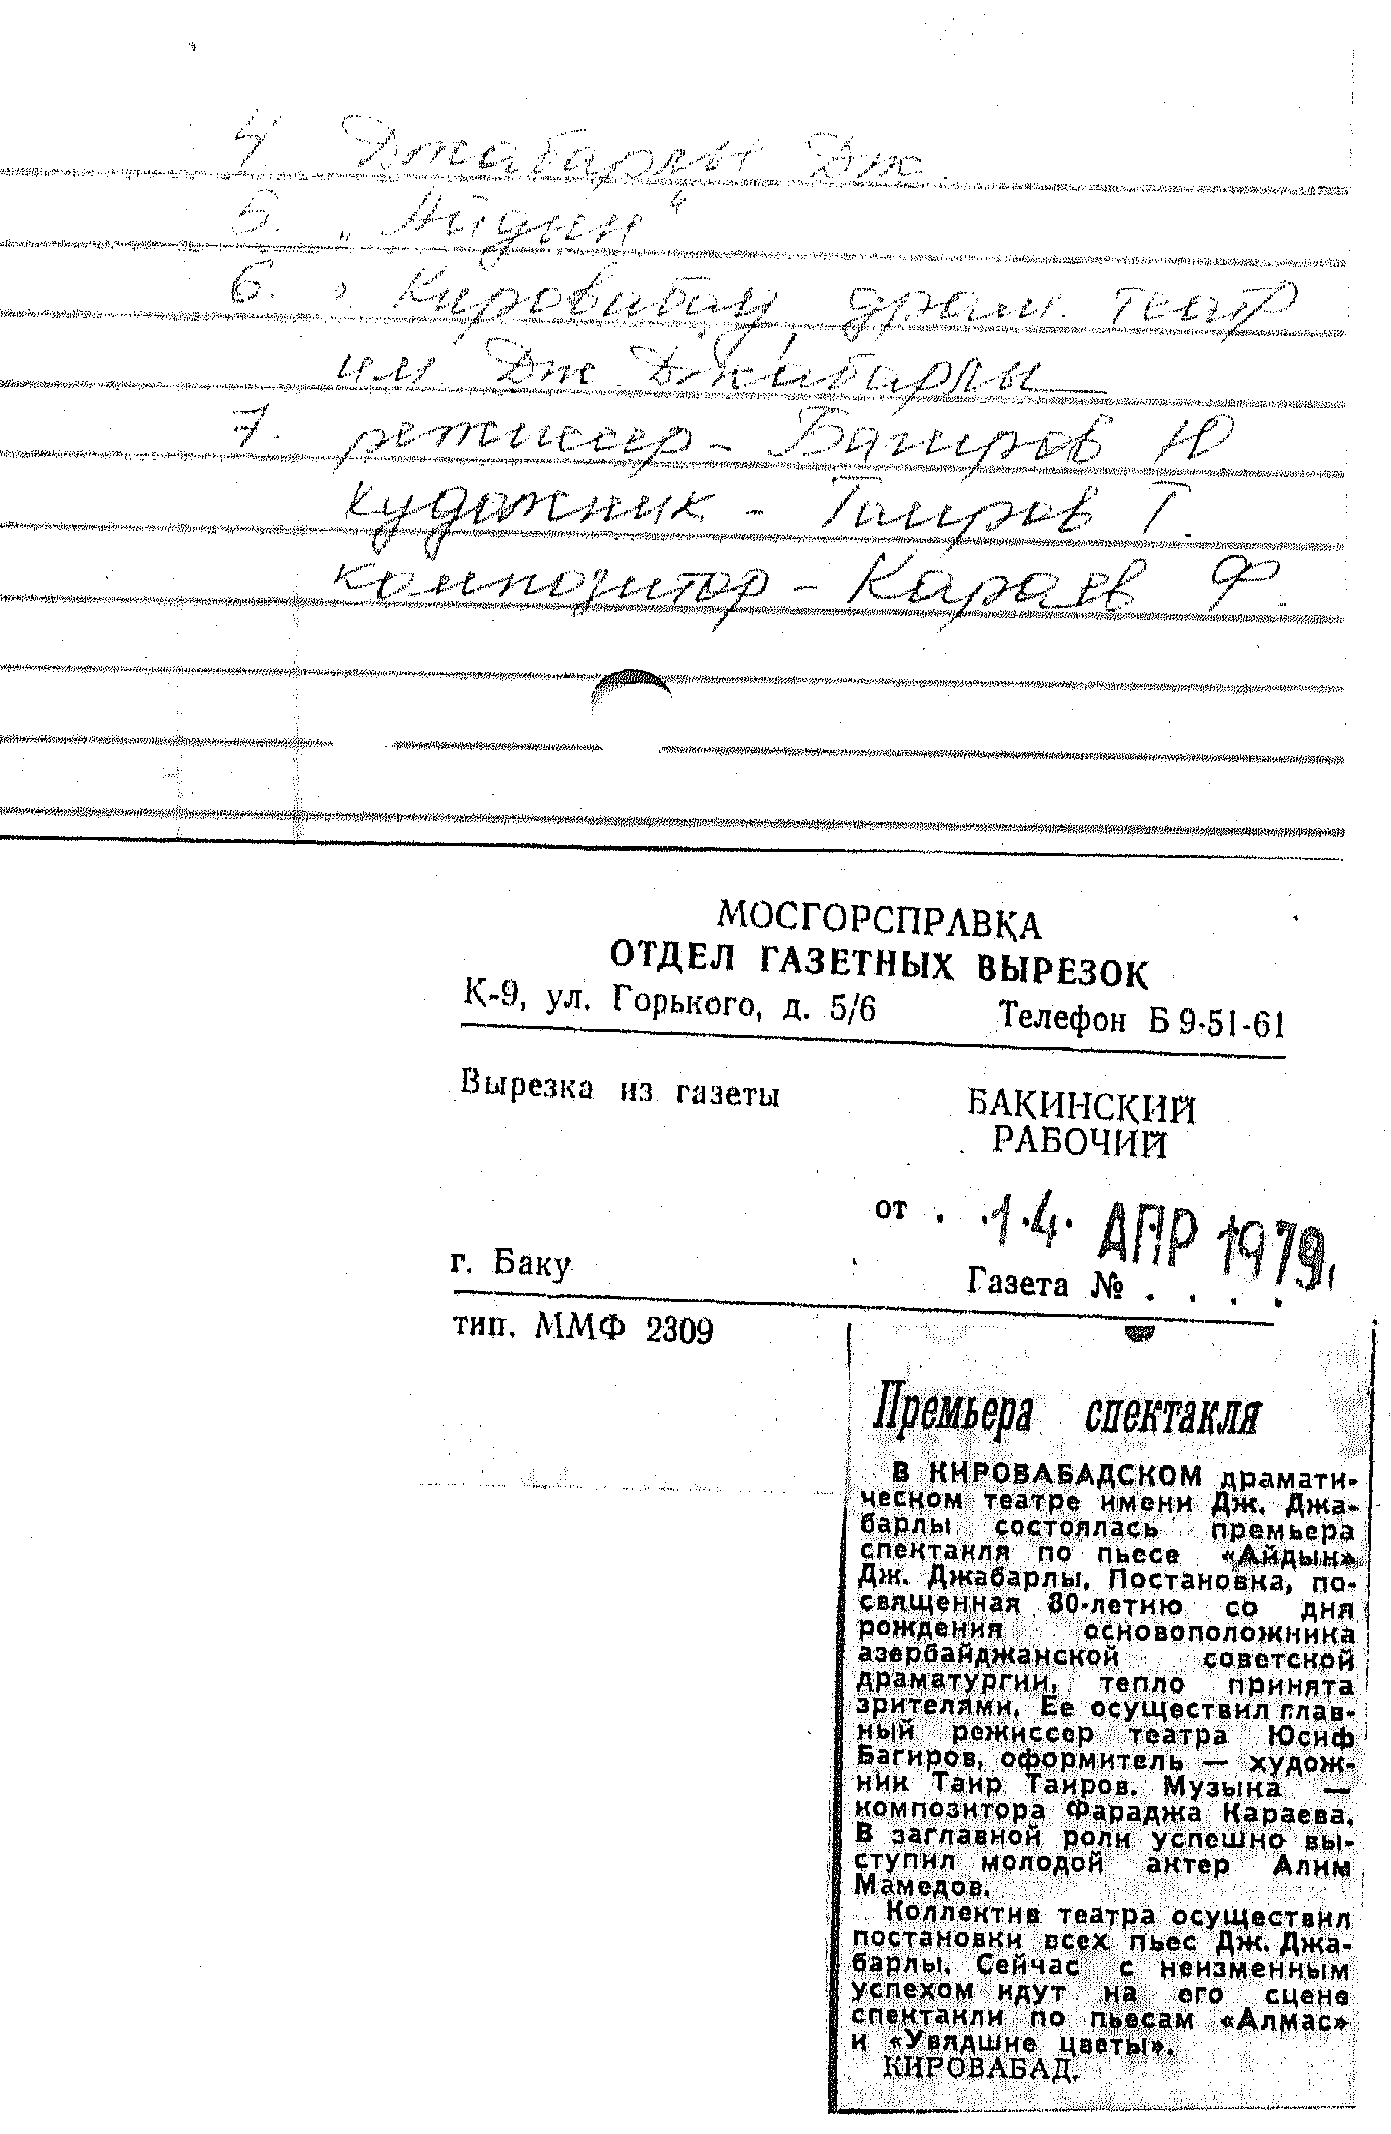 4 Джабарлы Дж.
5. „Айдын“
6. г. Кировабад, драм. театр
им Дж. Джабарлы
7. режиссер – Багиров Ю
художник – Таиров Т.
композитор – Караев Ф.
МОСГОРСПРАВКА
ОТДЕЛ ГАЗЕТНЫХ ВЫРЕЗОК
К-9, ул. Горького, д. 5/6 Телефон Б 9-51-61
Вырезка из газеты
БАКИНСКИЙ
РАБОЧИЙ
от . .14. АПР 1979.
г. Баку
Газета № . . . .
тип. ММФ 2309
Премьера спектакля
В КИРОВАБАДСКОМ драмати-
ческом театре имени Дж. Джа-
барлы состоялась премьера
спектакля по пьесе «Айдын»
Дж. Джабарлы. Постановка, по-
священная 80-летию со дня
рождения основоположника
азербайджанской советской
драматургии, тепло принята
зрителями. Ее осуществил глав-
ный режиссер театра Юсиф
Багиров, оформитель — худож-
ник Таир Таиров. Музыка —
композитора Фараджа Караева.
В заглавной роли успешно вы-
ступил молодой актер Алим
Мамедов.
Коллектив театра осуществил
постановки всех пьес Дж. Джа-
барлы. Сейчас с неизменным
успехом идут на его сцене
спектакли по пьесам «Алмас»
и «Увядшие цветы».
КИРОВАБАД.